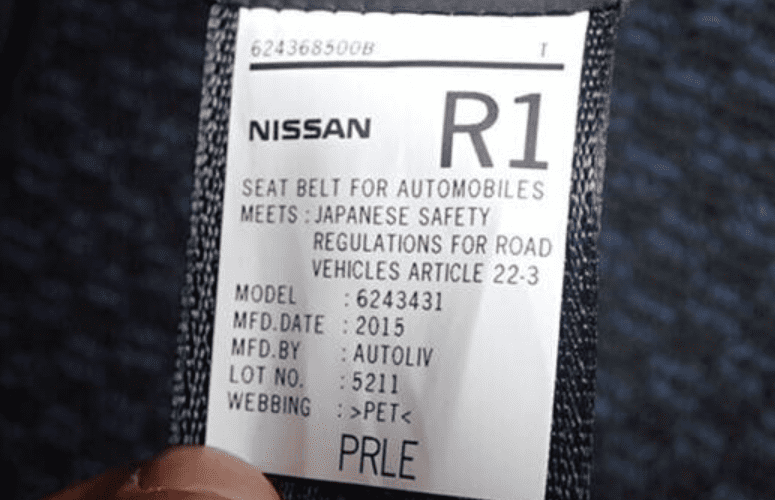 624368500B T
NISSAN R1
SEAT BELT FOR AUTOMOBILES
MEETS : JAPANESE SAFETY
REGULATIONS FOR ROAD
VEHICLES ARTICLE 22-3
MODEL : 6243431
MFD.DATE : 2015
MFD.BY : AUTOLIV
LOT NO. : 5211
WEBBING : >PET<
PRLE